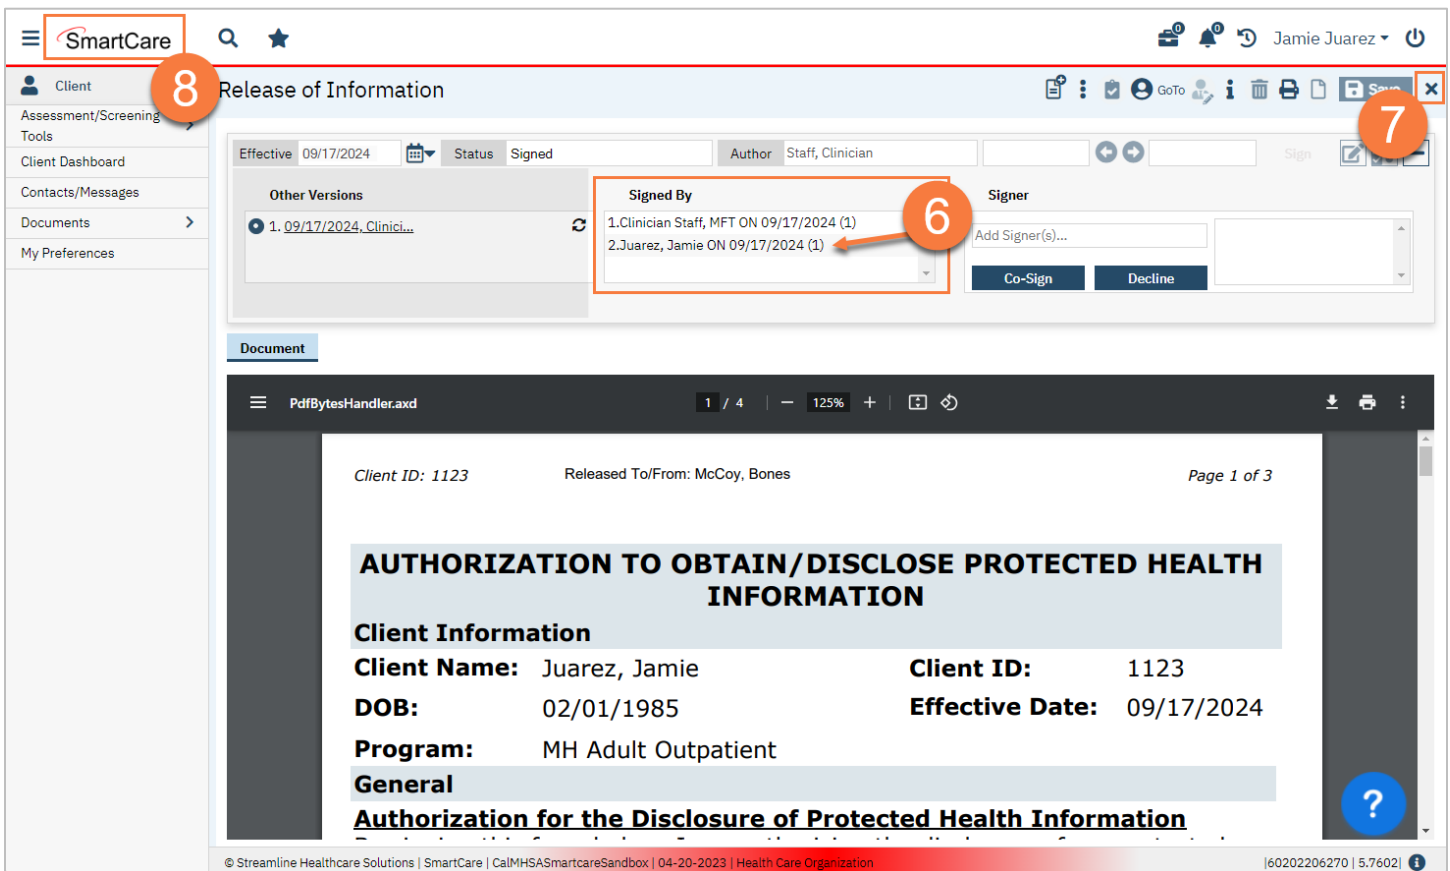 SmartCare
0
0
Jamie Juarez
8
Client
Release of Information
GoTo
Save
7
Assessment/Screening
Tools
Client Dashboard
Contacts/Messages
Documents
My Preferences
Effective 09/17/2024 Status Signed Author Staff, Clinician Sign
Other Versions Signed By Signer
6
1. 09/17/2024, Clinici...
1.Clinician Staff, MFT ON 09/17/2024 (1)
2.Juarez, Jamie ON 09/17/2024 (1)
Add Signer(s)...
Co-Sign Decline
Document
PdfBytesHandler.axd 1 / 4 | − 125% + |
Client ID: 1123 Released To/From: McCoy, Bones Page 1 of 3
AUTHORIZATION TO OBTAIN/DISCLOSE PROTECTED HEALTH
INFORMATION
Client Information
Client Name: Juarez, Jamie Client ID: 1123
DOB: 02/01/1985 Effective Date: 09/17/2024
Program: MH Adult Outpatient
General
Authorization for the Disclosure of Protected Health Information
?
© Streamline Healthcare Solutions | SmartCare | CalMHSASmartcareSandbox | 04-20-2023 | Health Care Organization |60202206270 | 5.7602|